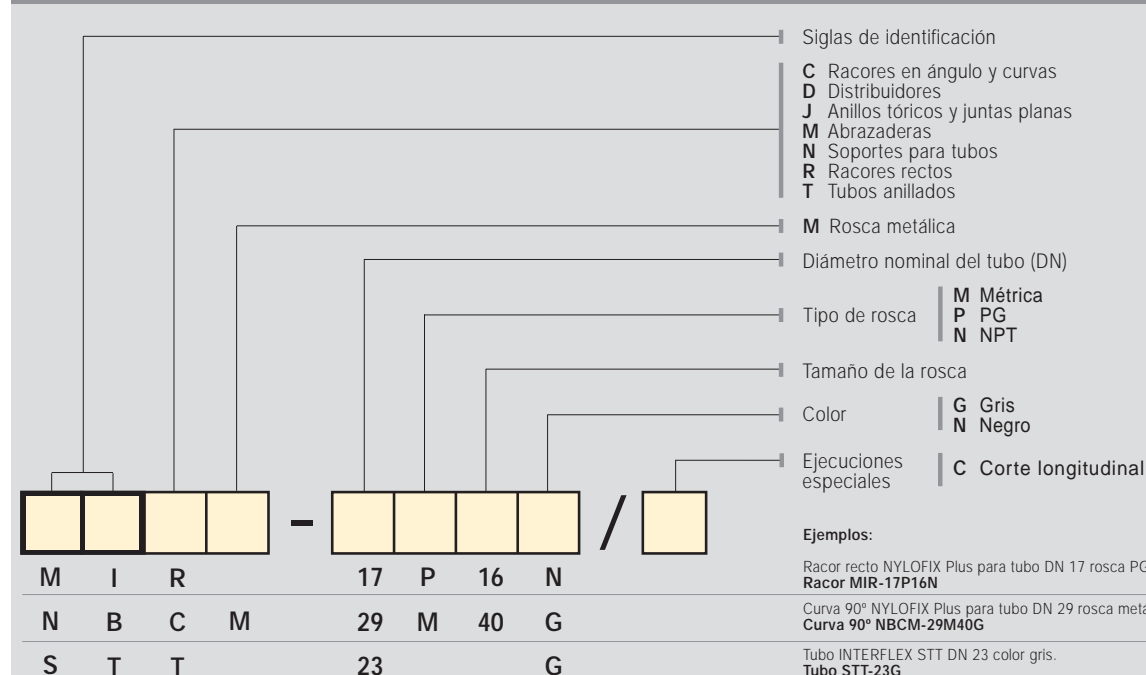 Siglas de identificación
C Racores en ángulo y curvas
D Distribuidores
J Anillos tóricos y juntas planas
M Abrazaderas
N Soportes para tubos
R Racores rectos
T Tubos anillados
M Rosca metálica
Diámetro nominal del tubo (DN)
Tipo de rosca
M Métrica
P PG
N NPT
Tamaño de la rosca
Color
G Gris
N Negro
Ejecuciones
especiales
C Corte longitudinal
- /
Ejemplos:
M I R 17 P 16 N
Racor recto NYLOFIX Plus para tubo DN 17 rosca PG
Racor MIR-17P16N
N B C M 29 M 40 G
Curva 90º NYLOFIX Plus para tubo DN 29 rosca
Curva 90º NBCM-29M40G
S T T 23 G
Tubo INTERFLEX STT DN 23 color gris.
Tubo STT-23G